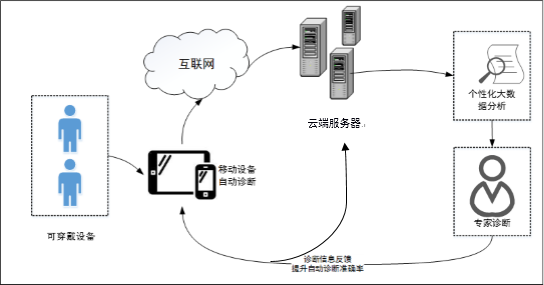 互联网
云端服务器
个性化大数
据分析
移动设备
自动诊断
可穿戴设备
专家诊断
诊断信息反馈
提升自动诊断准确率